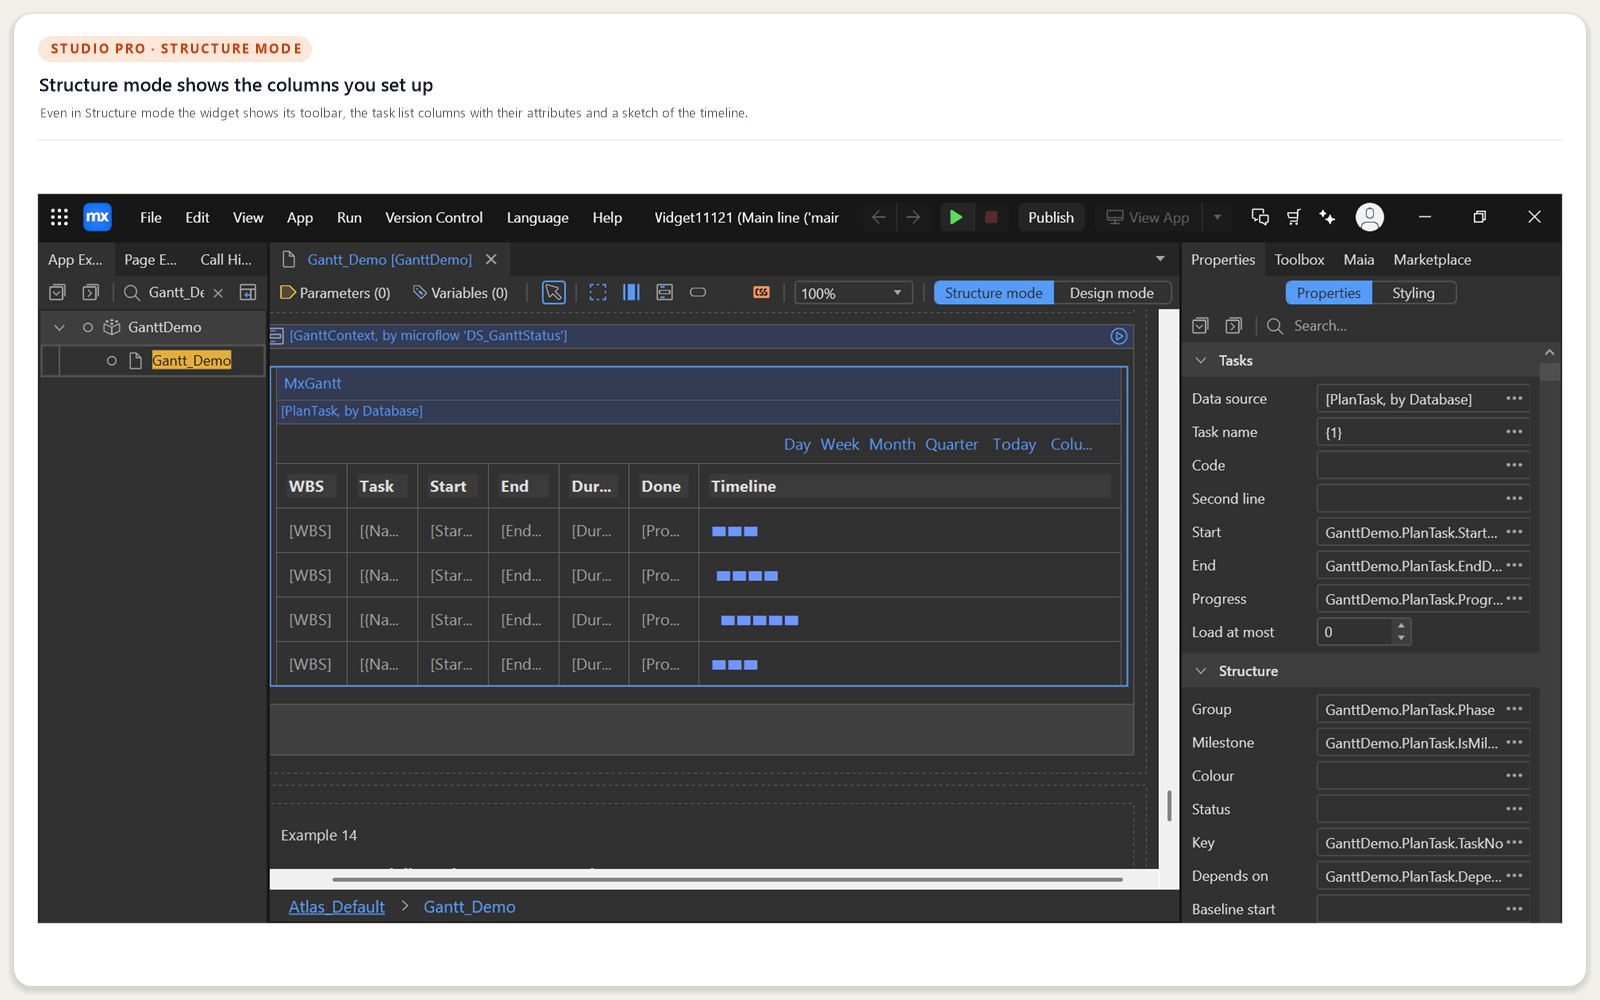 STUDIO PRO · STRUCTURE MODE
Structure mode shows the columns you set up
Even in Structure mode the widget shows its toolbar, the task list columns with their attributes and a sketch of the timeline.
mx File Edit View App Run Version Control Language Help Vidget11121 (Main line ('mair Publish View App
App Ex... Page E... Call Hi...
Gantt_Demo [GanttDemo]
Properties Toolbox Maia Marketplace
Gantt_De
Parameters (0) Variables (0) CSS 100% Structure mode Design mode
Properties Styling
GanttDemo
Gantt_Demo
[GanttContext, by microflow 'DS_GanttStatus']
MxGantt
[PlanTask, by Database]
Day Week Month Quarter Today Colu...
WBS Task Start End Dur... Done Timeline
[WBS] [{Na... [Star... [End... [Dur... [Pro...
[WBS] [{Na... [Star... [End... [Dur... [Pro...
[WBS] [{Na... [Star... [End... [Dur... [Pro...
[WBS] [{Na... [Star... [End... [Dur... [Pro...
Example 14
Atlas_Default > Gantt_Demo
Search...
Tasks
Data source [PlanTask, by Database] ...
Task name {1} ...
Code ...
Second line ...
Start GanttDemo.PlanTask.Start... ...
End GanttDemo.PlanTask.EndD... ...
Progress GanttDemo.PlanTask.Progr... ...
Load at most 0
Structure
Group GanttDemo.PlanTask.Phase ...
Milestone GanttDemo.PlanTask.IsMil... ...
Colour ...
Status ...
Key GanttDemo.PlanTask.TaskNo ...
Depends on GanttDemo.PlanTask.Depe... ...
Baseline start ...